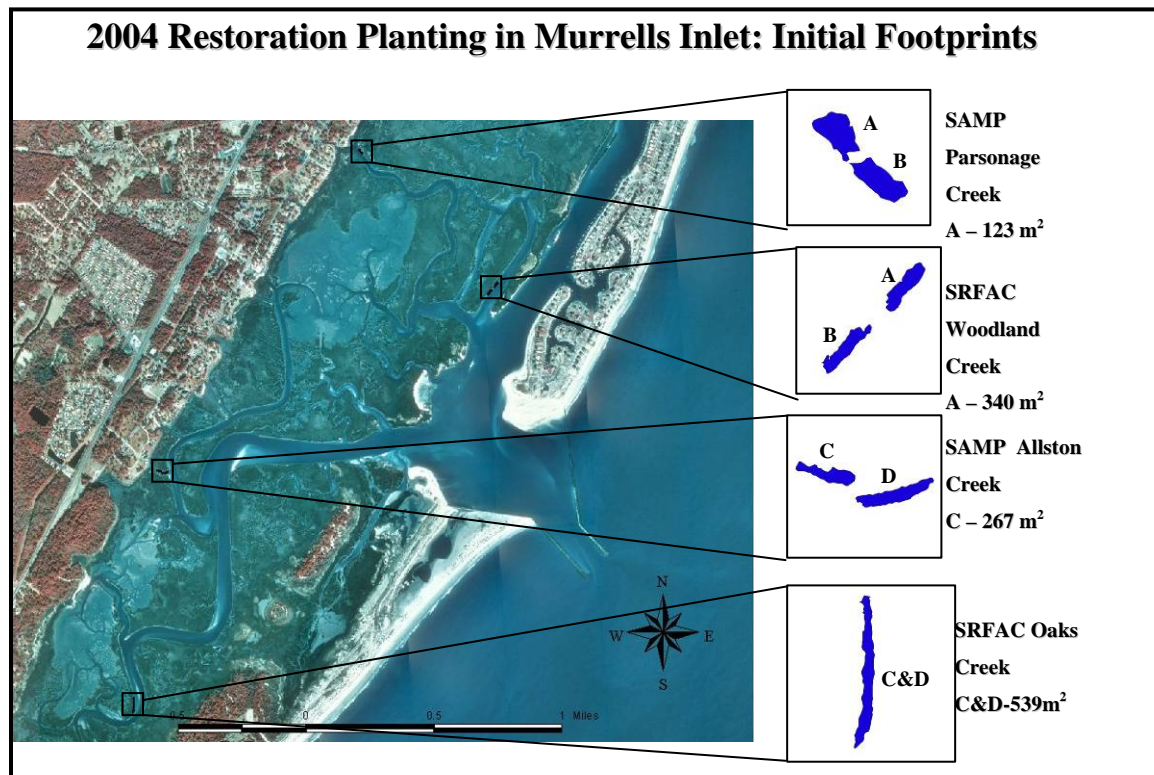 2004 Restoration Planting in Murrells Inlet: Initial Footprints
A
B
SAMP
Parsonage
Creek
A – 123 m²
A
B
SRFAC
Woodland
Creek
A – 340 m²
C
D
SAMP Allston
Creek
C – 267 m²
C&D
SRFAC Oaks
Creek
C&D-539m²
N
W E
S
0.5 0 0.5 1 Miles